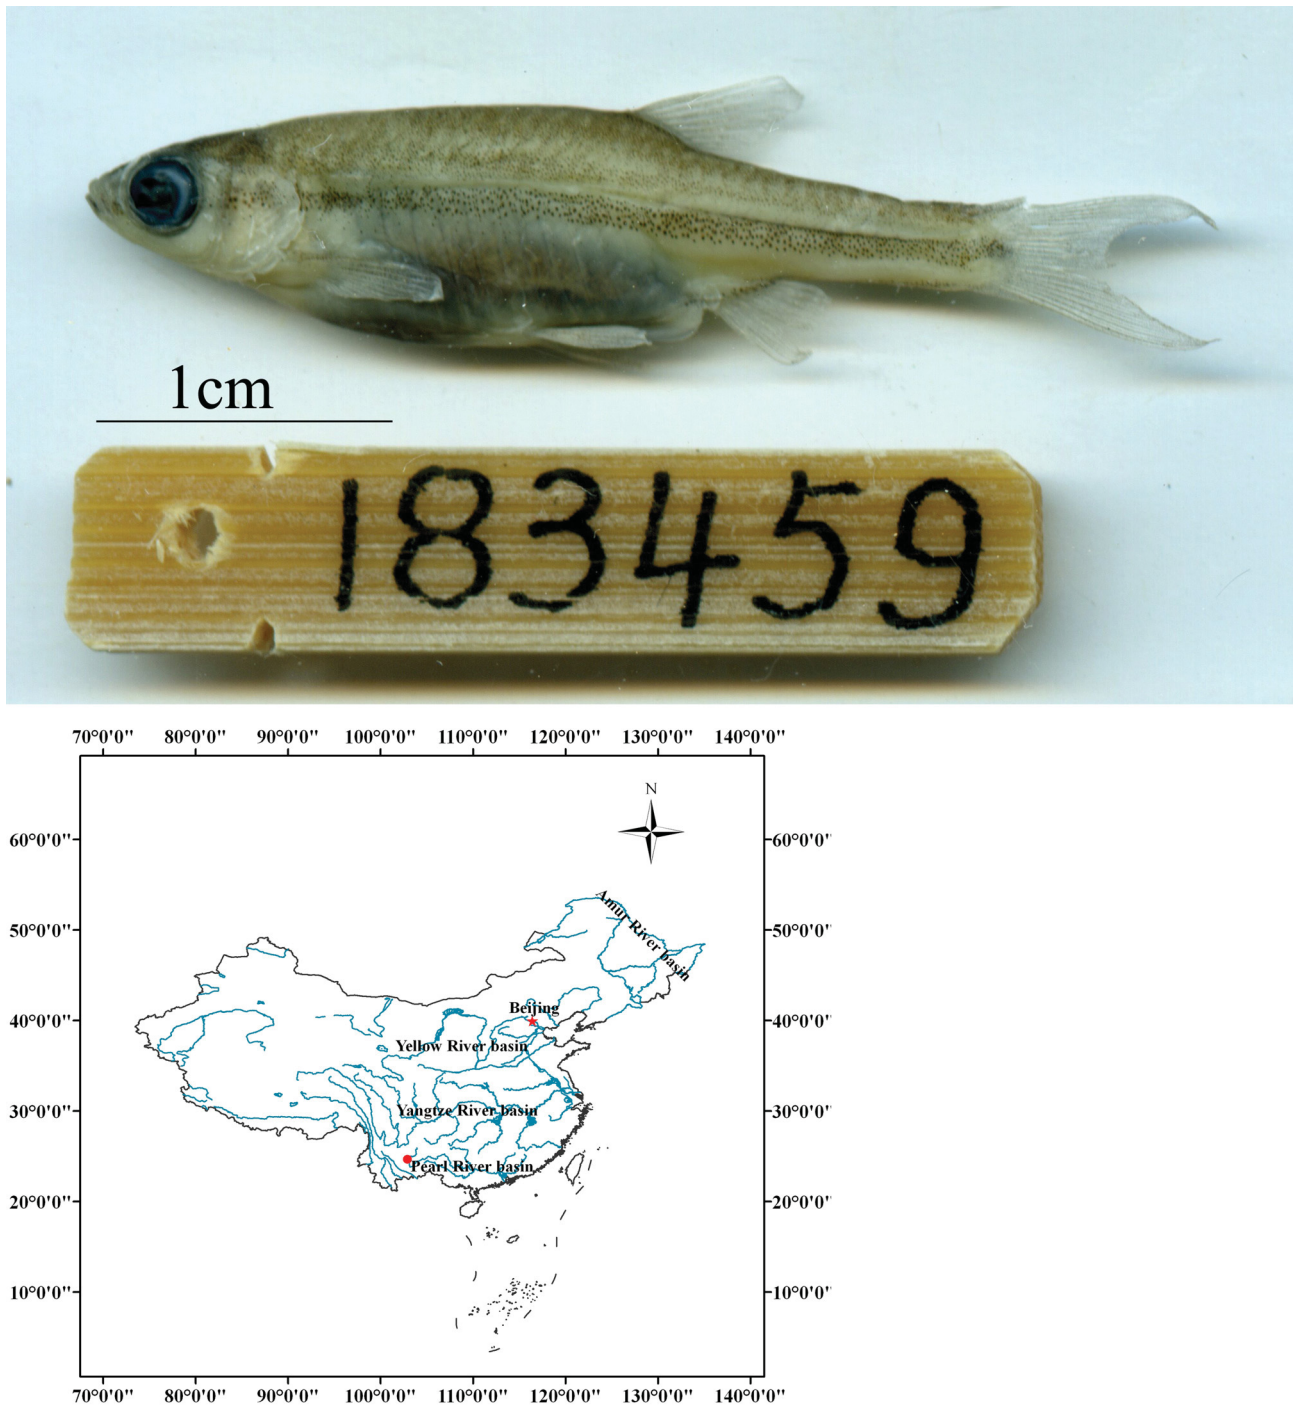 1cm
183459
70°0'0" 80°0'0" 90°0'0" 100°0'0" 110°0'0" 120°0'0" 130°0'0" 140°0'0"
N
60°0'0" 60°0'0"
Amur River basin
50°0'0" 50°0'0"
Beijing
40°0'0" 40°0'0"
Yellow River basin
Yangtze River basin
30°0'0" 30°0'0"
Pearl River basin
20°0'0" 20°0'0"
10°0'0" 10°0'0"
70°0'0" 80°0'0" 90°0'0" 100°0'0" 110°0'0" 120°0'0" 130°0'0" 140°0'0"